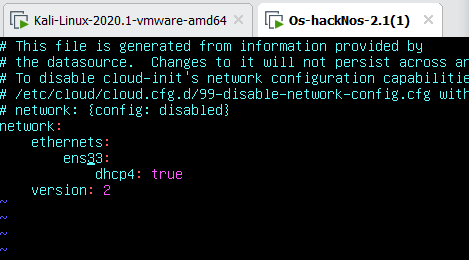 Kali-Linux-2020.1-vmware-amd64 × Os-hackNos-2.1(1) ×
# This file is generated from information provided by
# the datasource.  Changes to it will not persist across an
# To disable cloud-init's network configuration capabilitie
# /etc/cloud/cloud.cfg.d/99-disable-network-config.cfg with
# network: {config: disabled}
network:
    ethernets:
        ens33:
            dhcp4: true
    version: 2
~
~
~
~